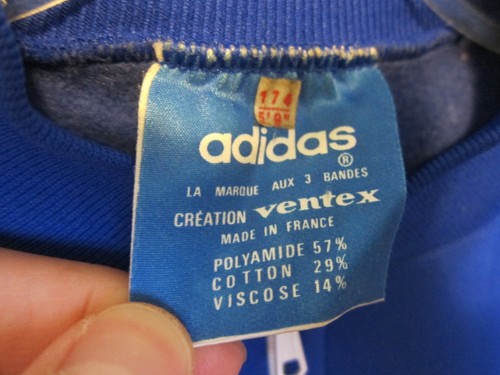 174
5'9"
adidas®
LA MARQUE AUX 3 BANDES
CRÉATION ventex
MADE IN FRANCE
POLYAMIDE 57%
COTTON 29%
VISCOSE 14%